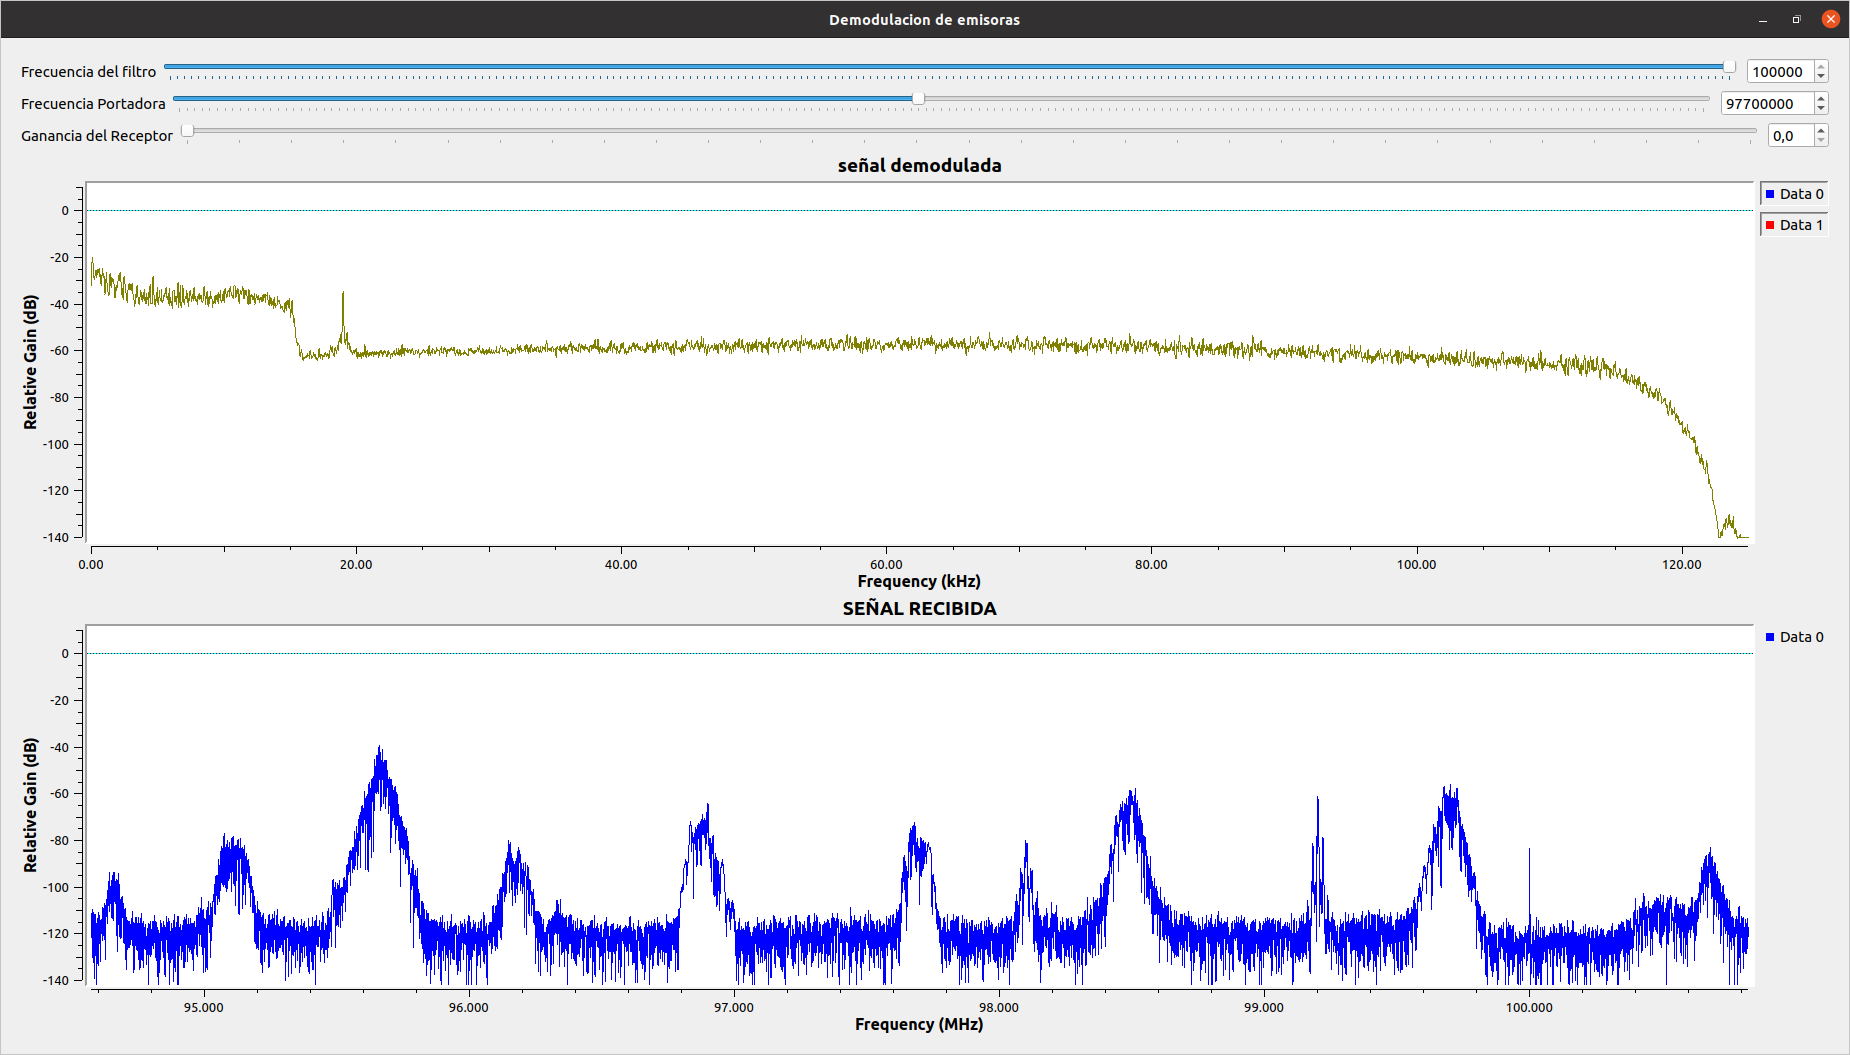 Demodulacion de emisoras
Frecuencia del filtro 100000
Frecuencia Portadora 97700000
Ganancia del Receptor 0,0
señal demodulada
Data 0
Data 1
Relative Gain (dB)
0
-20
-40
-60
-80
-100
-120
-140
0.00 20.00 40.00 60.00 80.00 100.00 120.00
Frequency (kHz)
SEÑAL RECIBIDA
Data 0
Relative Gain (dB)
0
-20
-40
-60
-80
-100
-120
-140
95.000 96.000 97.000 98.000 99.000 100.000
Frequency (MHz)